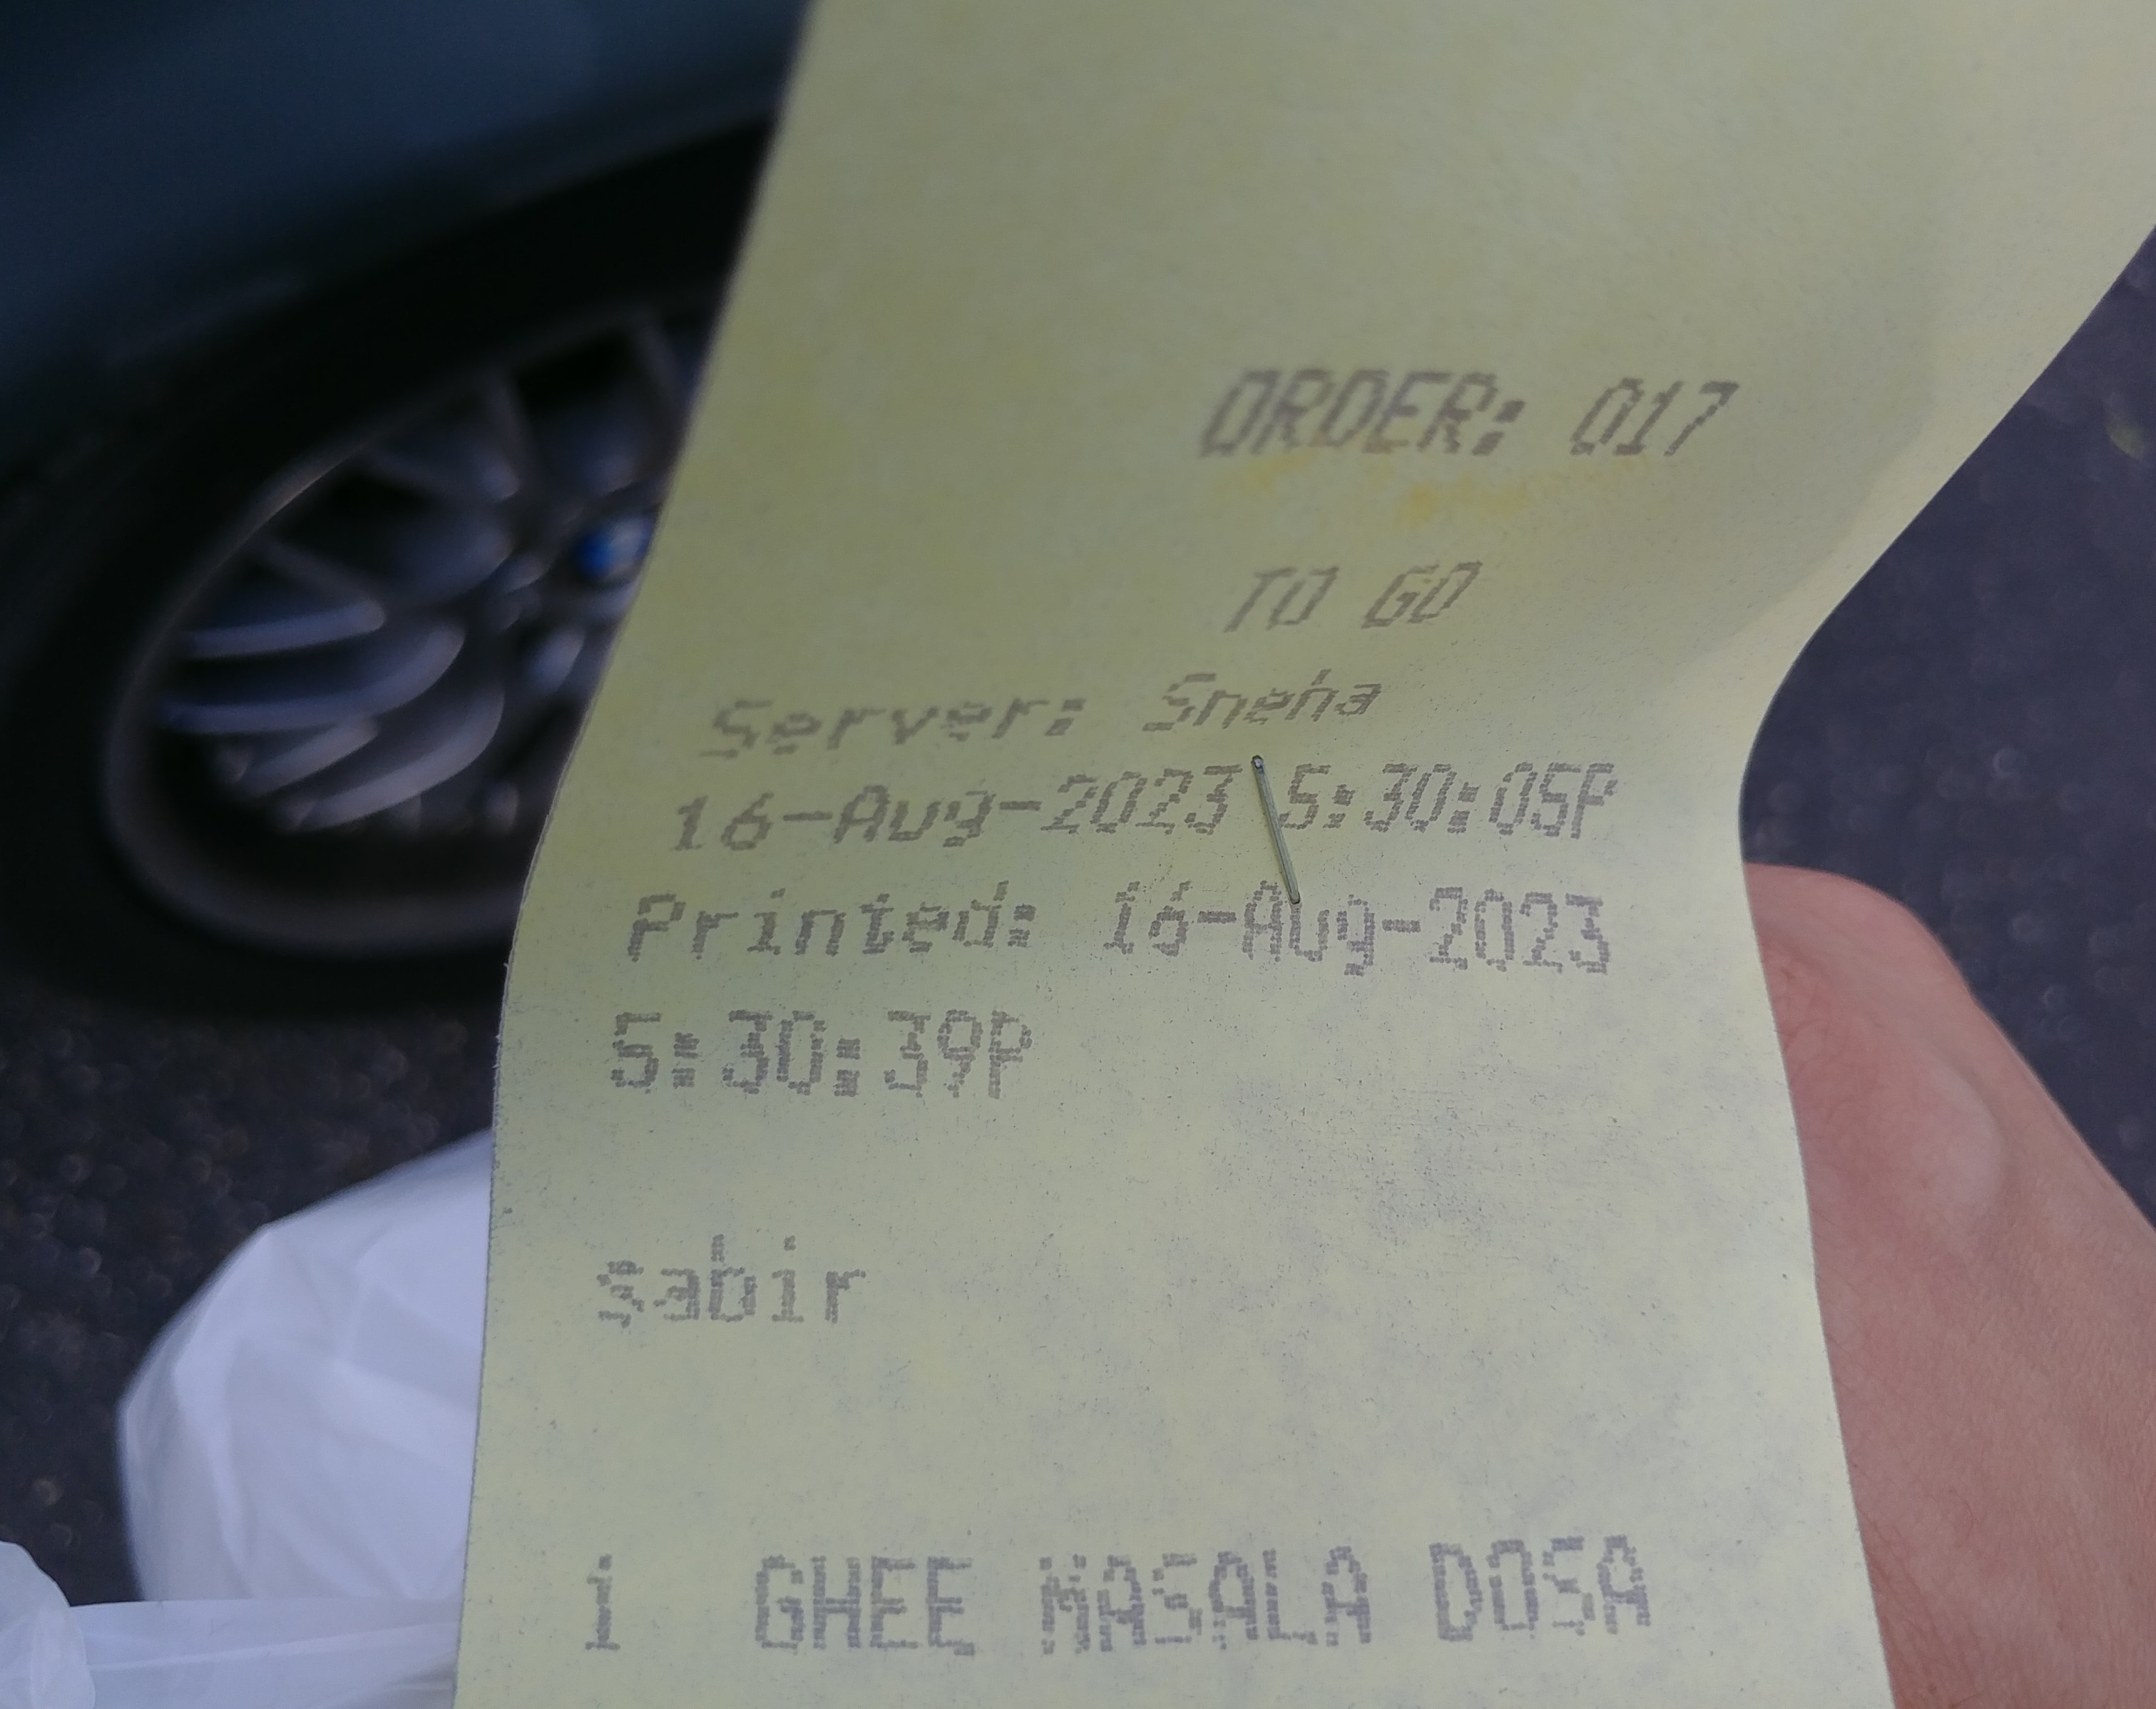 ORDER: 017
TO GO
Server: Sneha
16-Aug-2023 5:30:05P
Printed: 16-Aug-2023
5:30:39P
sabir
1 GHEE MASALA DOSA